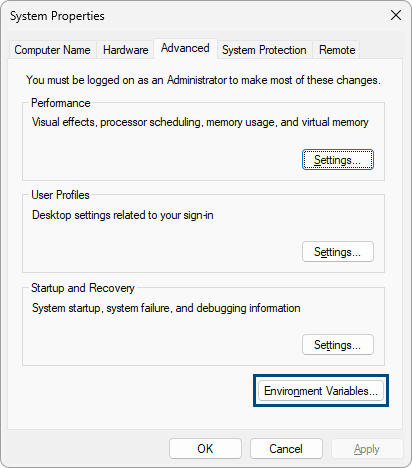 System Properties
Computer Name Hardware Advanced System Protection Remote
You must be logged on as an Administrator to make most of these changes.
Performance
Visual effects, processor scheduling, memory usage, and virtual memory
Settings...
User Profiles
Desktop settings related to your sign-in
Settings...
Startup and Recovery
System startup, system failure, and debugging information
Settings...
Environment Variables...
OK Cancel Apply